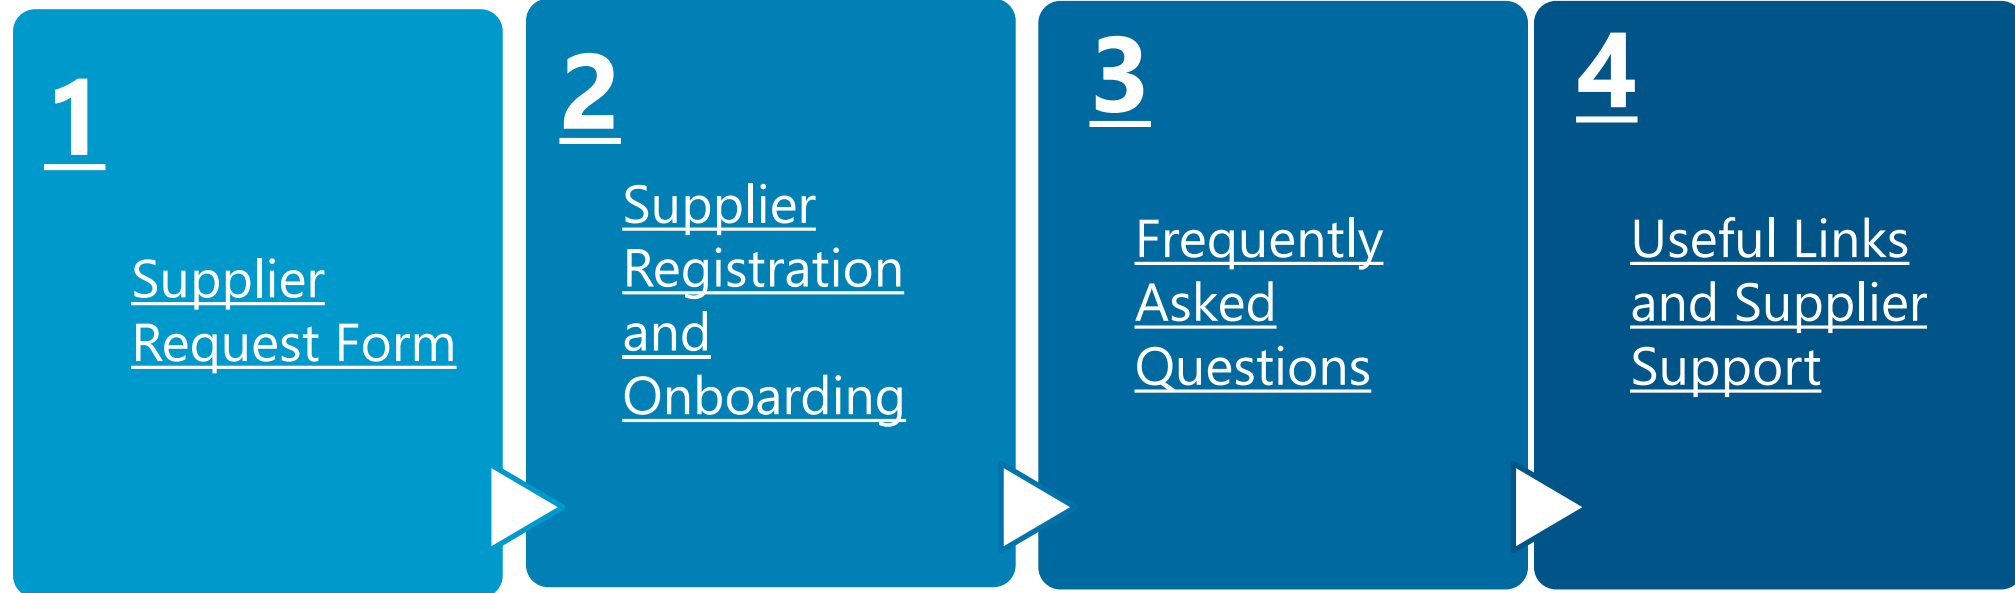 1
Supplier
Request Form
2
Supplier
Registration
and
Onboarding
3
Frequently
Asked
Questions
4
Useful Links
and Supplier
Support